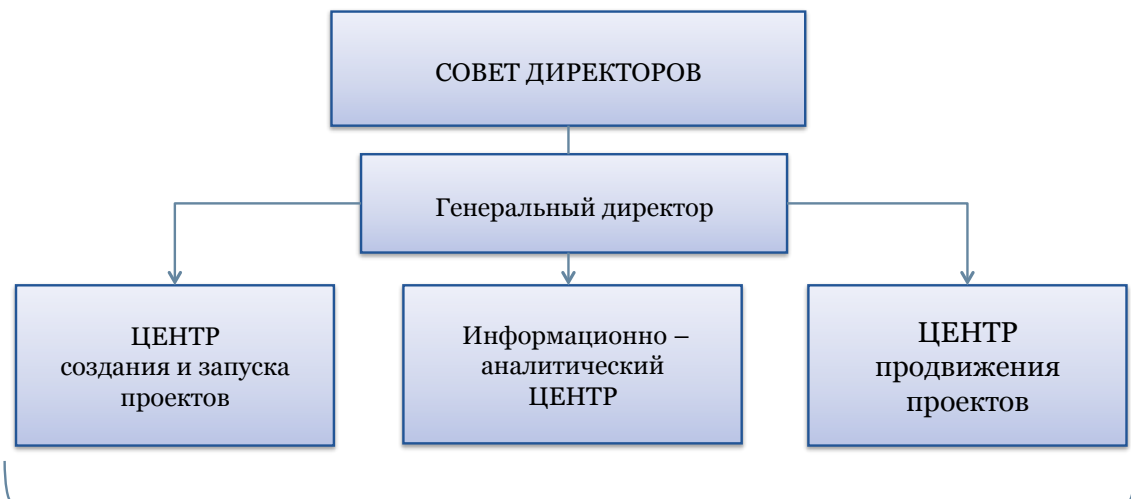 СОВЕТ ДИРЕКТОРОВ
Генеральный директор
ЦЕНТР
создания и запуска
проектов
Информационно –
аналитический
ЦЕНТР
ЦЕНТР
продвижения
проектов